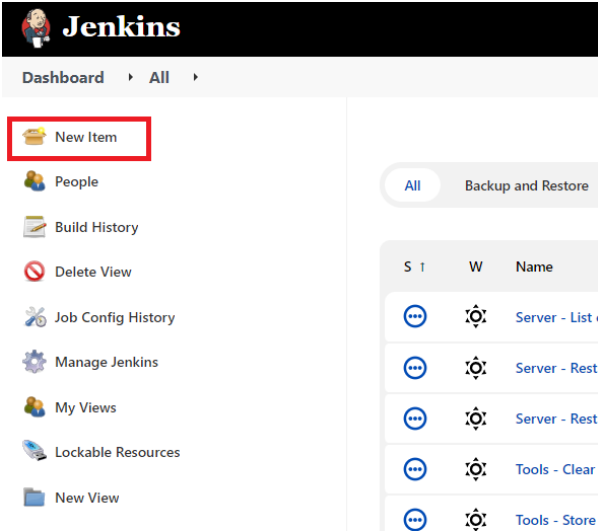 Jenkins
Dashboard All
New Item
People
Build History
Delete View
Job Config History
Manage Jenkins
My Views
Lockable Resources
New View
All Backup and Restore
S ↑ W Name
Server - List
Server - Rest
Server - Rest
Tools - Clear
Tools - Store